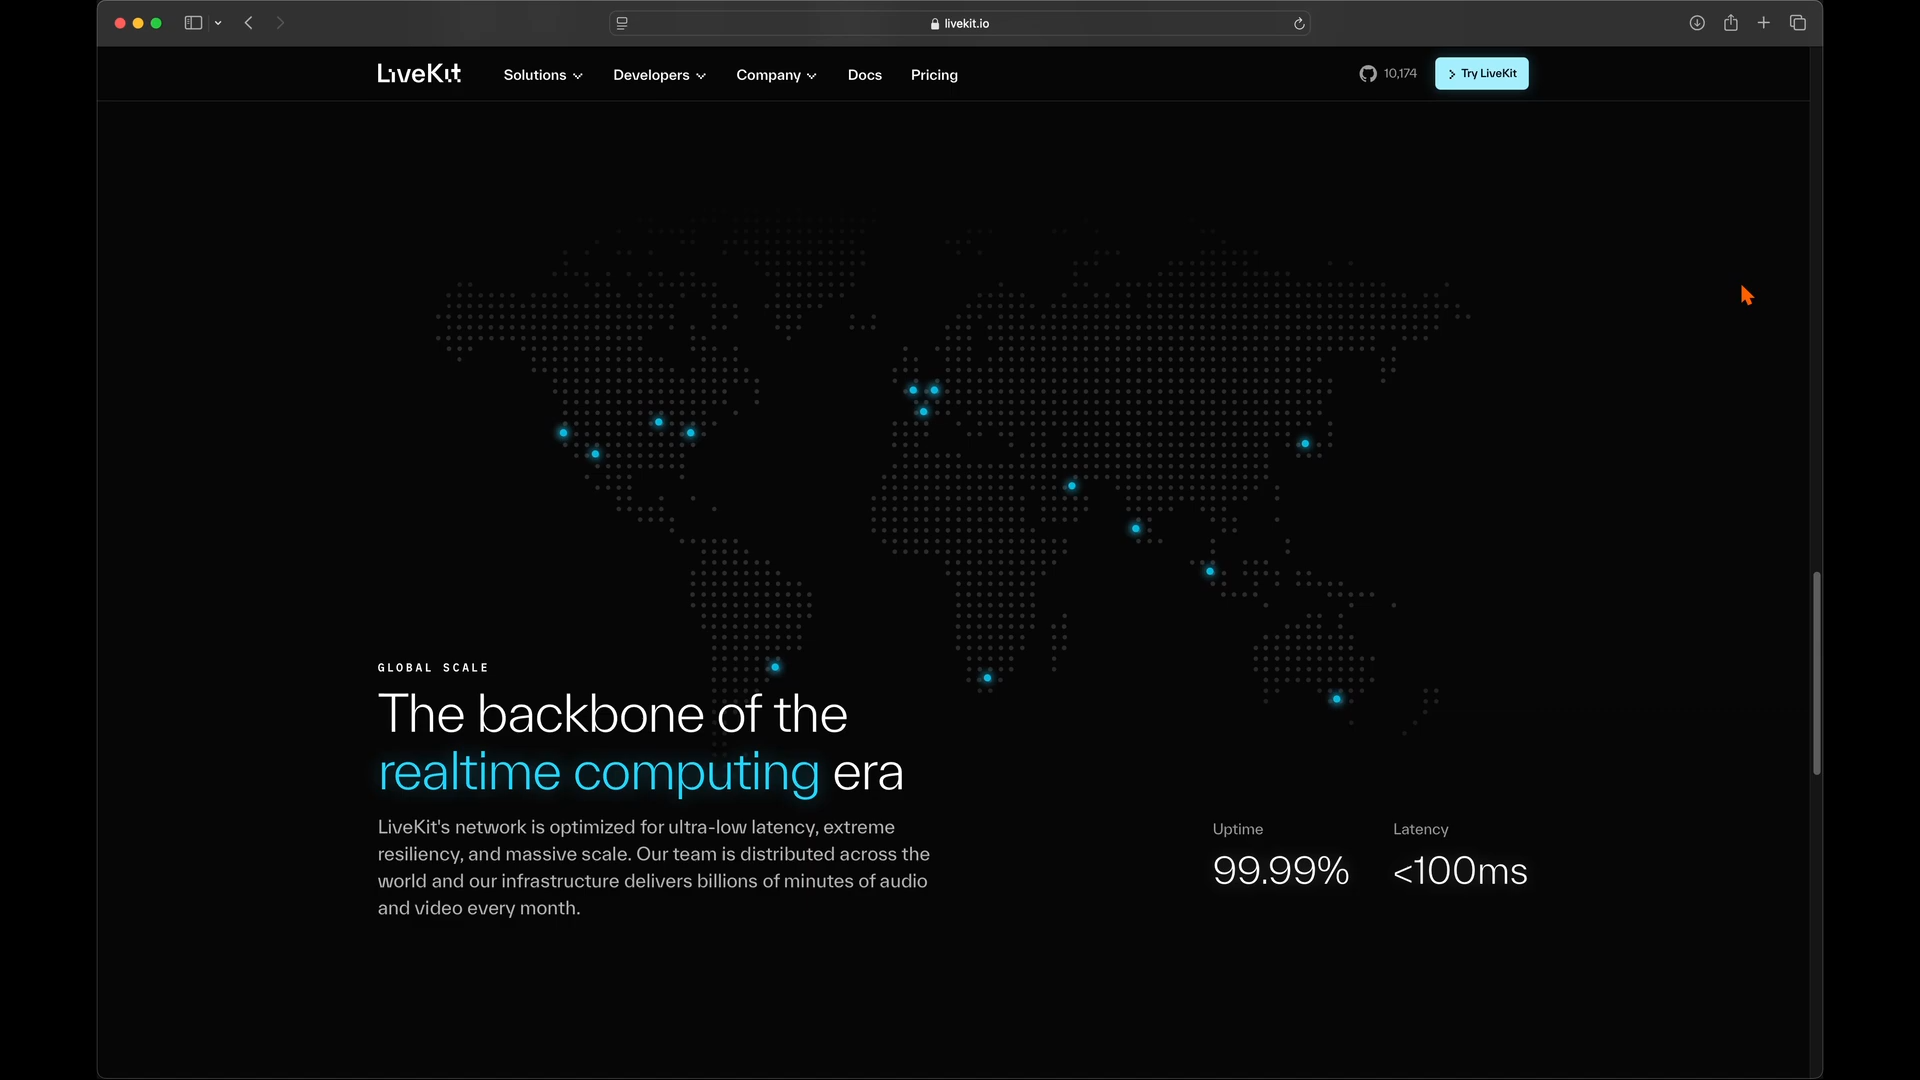 livekit.io
LiveKit
Solutions
Developers
Company
Docs
Pricing
10,174
Try LiveKit
GLOBAL SCALE
The backbone of the
realtime computing era
LiveKit's network is optimized for ultra-low latency, extreme
resiliency, and massive scale. Our team is distributed across the
world and our infrastructure delivers billions of minutes of audio
and video every month.
Uptime
99.99%
Latency
<100ms